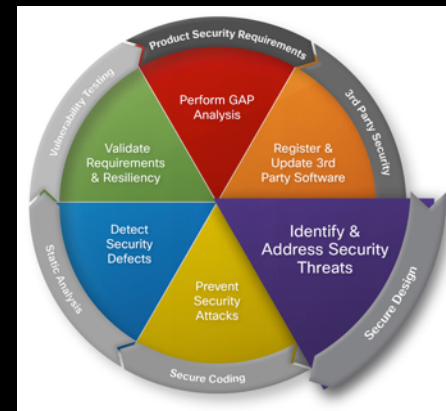 Product Security Requirements
Perform GAP
Analysis
3rd Party Security
Register &
Update 3rd
Party Software
Secure Design
Identify &
Address Security
Threats
Secure Coding
Prevent
Security
Attacks
Static Analysis
Detect
Security
Defects
Vulnerability Testing
Validate
Requirements
& Resiliency